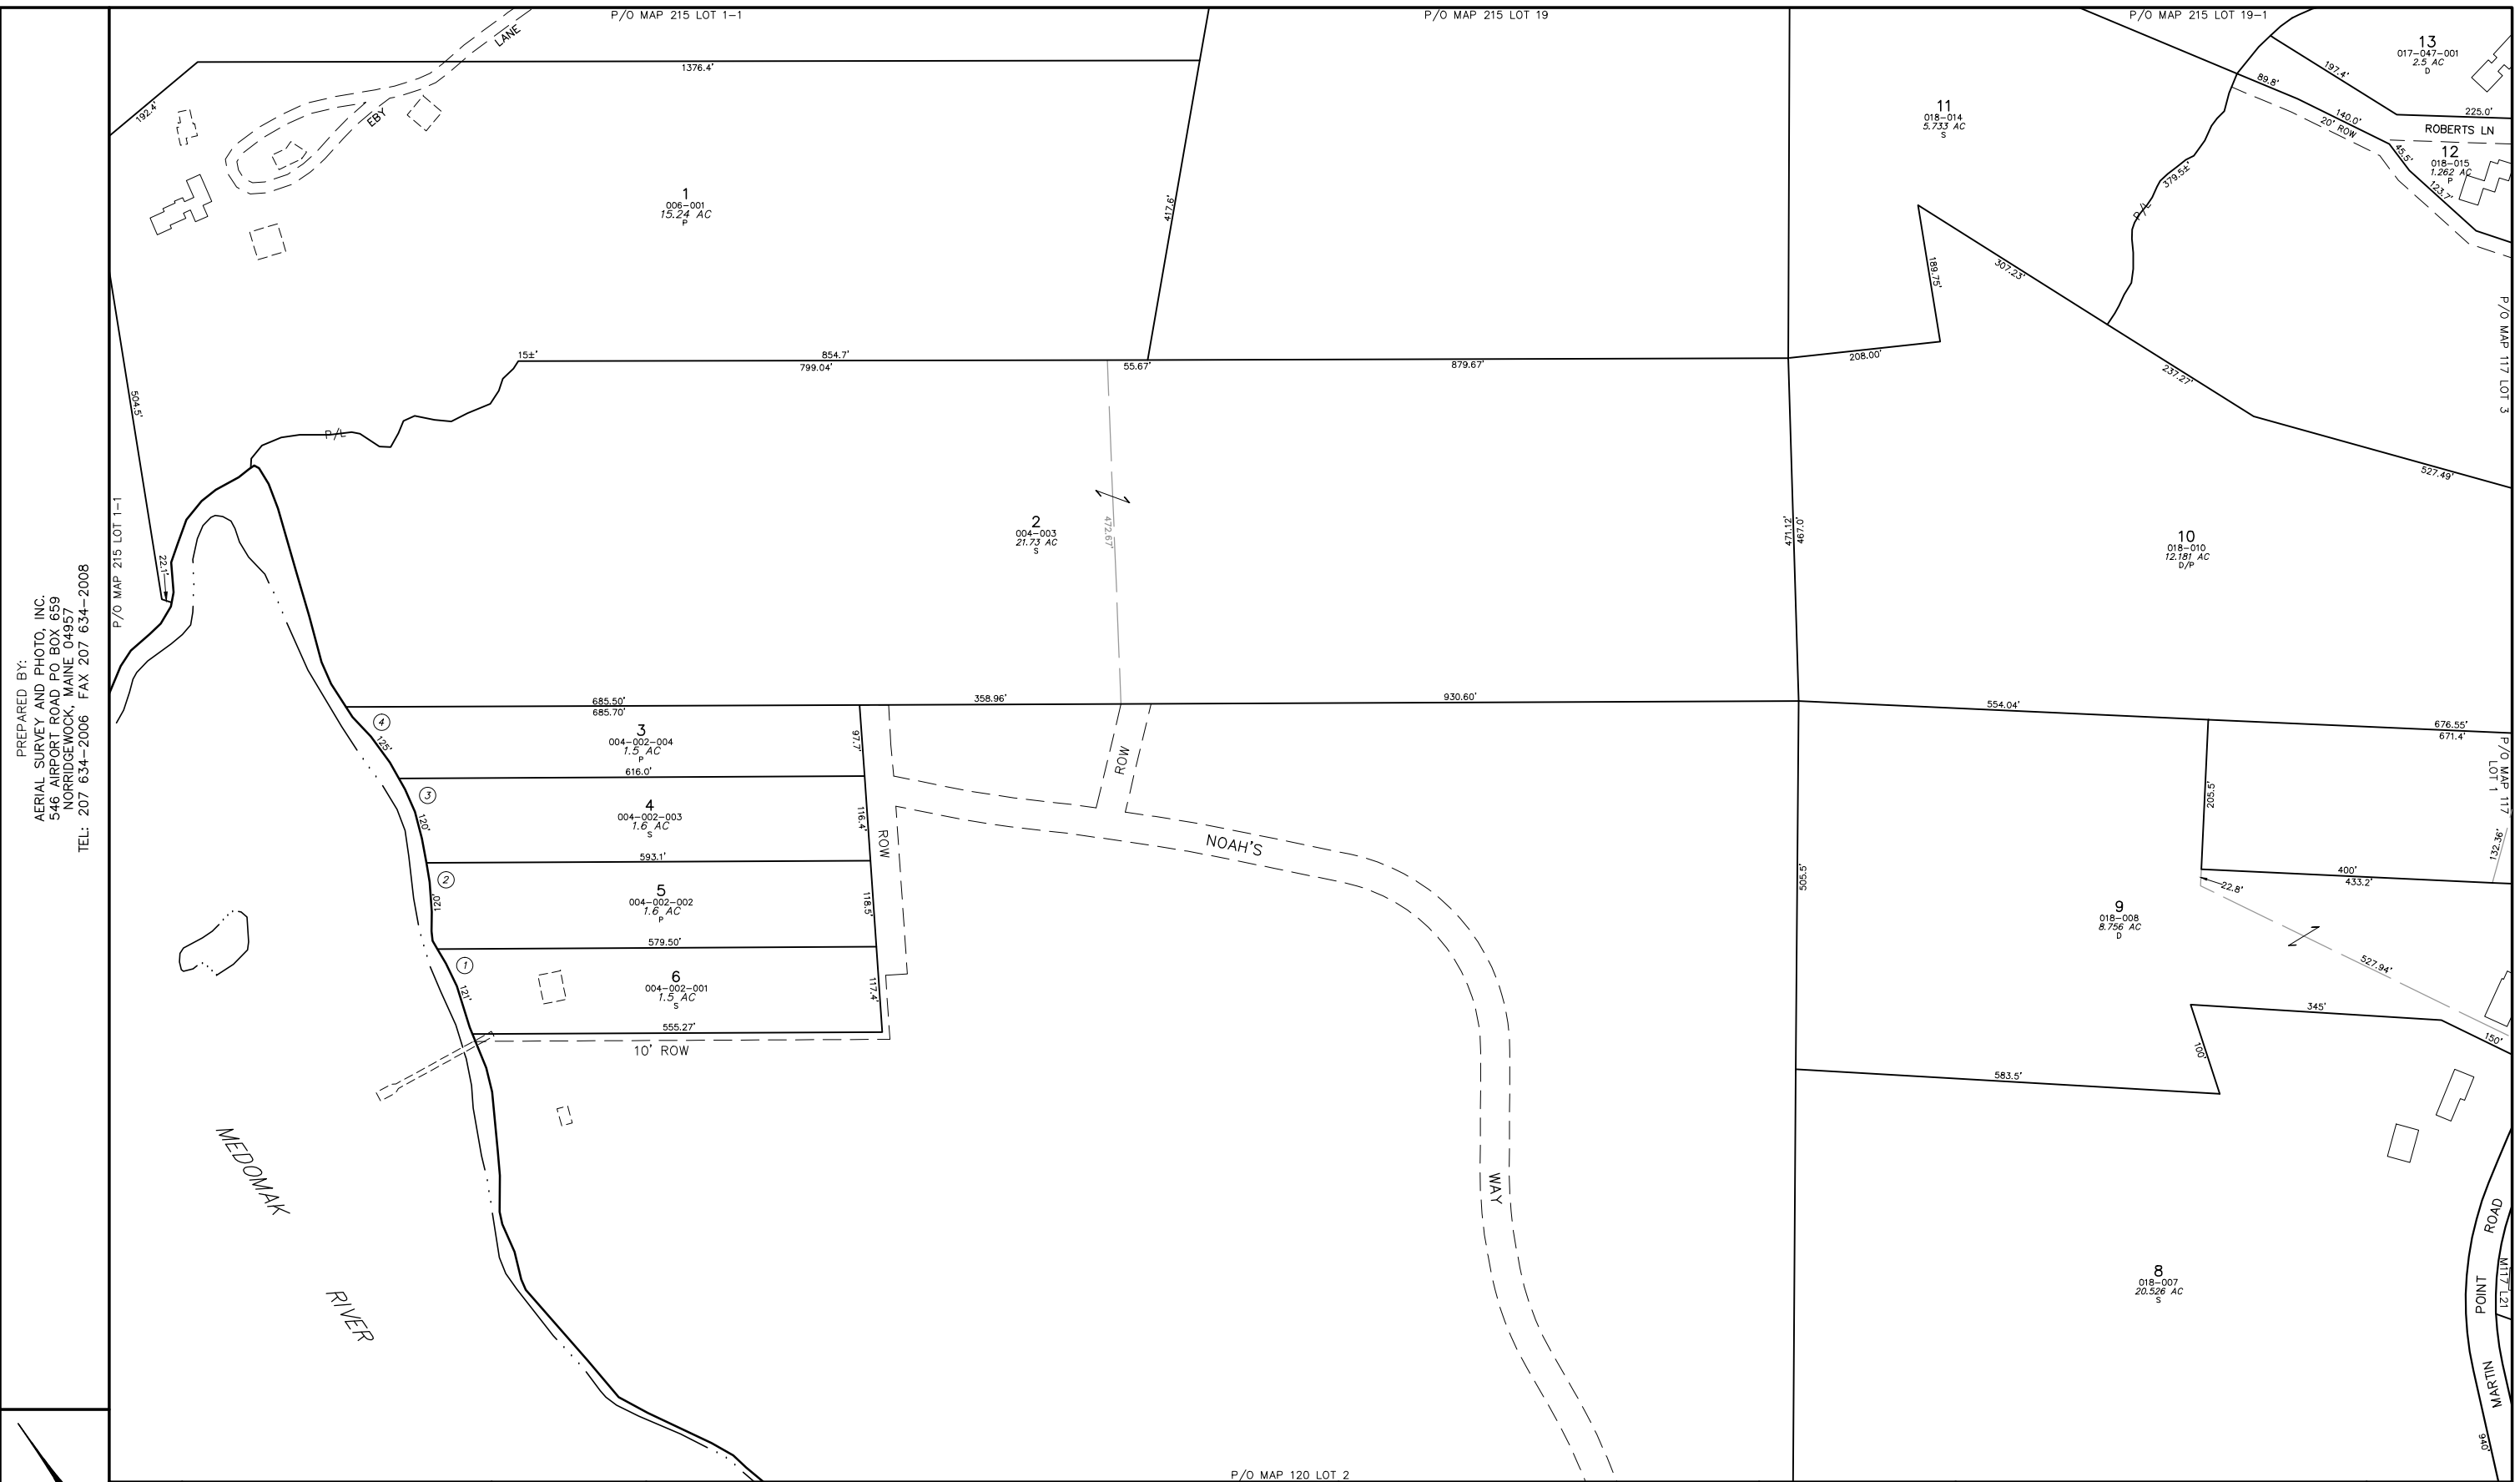 P/O MAP 215 LOT 1-1
P/O MAP 215 LOT 19
P/O MAP 215 LOT 19-1
LANE
EBY
1376.4'
192.4'
1
006-001
15.24 AC
P
417.6'
11
018-014
5.733 AC
S
13
017-047-001
2.5 AC
D
197.4'
89.8'
140.0'
20' ROW
225.0'
ROBERTS LN
45.5'
12
018-015
1.262 AC
P
123.7'
379.5±'
P/L
189.75'
307.23'
P/O MAP 117 LOT 3
15±'
854.7'
799.04'
55.67'
879.67'
208.00'
237.27'
504.5'
P/L
527.49'
P/O MAP 215 LOT 1-1
22.1'
2
004-003
21.73 AC
S
472.67'
471.12'
467.0'
10
018-010
12.181 AC
D/P
PREPARED BY:
AERIAL SURVEY AND PHOTO, INC.
546 AIRPORT ROAD PO BOX 659
NORRIDGEWOCK, MAINE 04957
TEL: 207 634-2006 FAX 207 634-2008
685.50'
685.70'
358.96'
930.60'
554.04'
676.55'
671.4'
4
125'
3
004-002-004
1.5 AC
P
97.7'
ROW
P/O MAP 117
LOT 1
616.0'
3
120'
4
004-002-003
1.6 AC
S
116.4'
ROW
NOAH'S
205.5'
132.36'
593.1'
2
120'
5
004-002-002
1.6 AC
P
118.5'
505.5'
400'
433.2'
22.8'
9
018-008
8.756 AC
D
527.94'
579.50'
1
121'
6
004-002-001
1.5 AC
S
117.4'
555.27'
10' ROW
345'
150'
100'
583.5'
MEDOMAK
RIVER
WAY
8
018-007
20.526 AC
S
ROAD
POINT
MARTIN
M117 L21
940'
P/O MAP 120 LOT 2